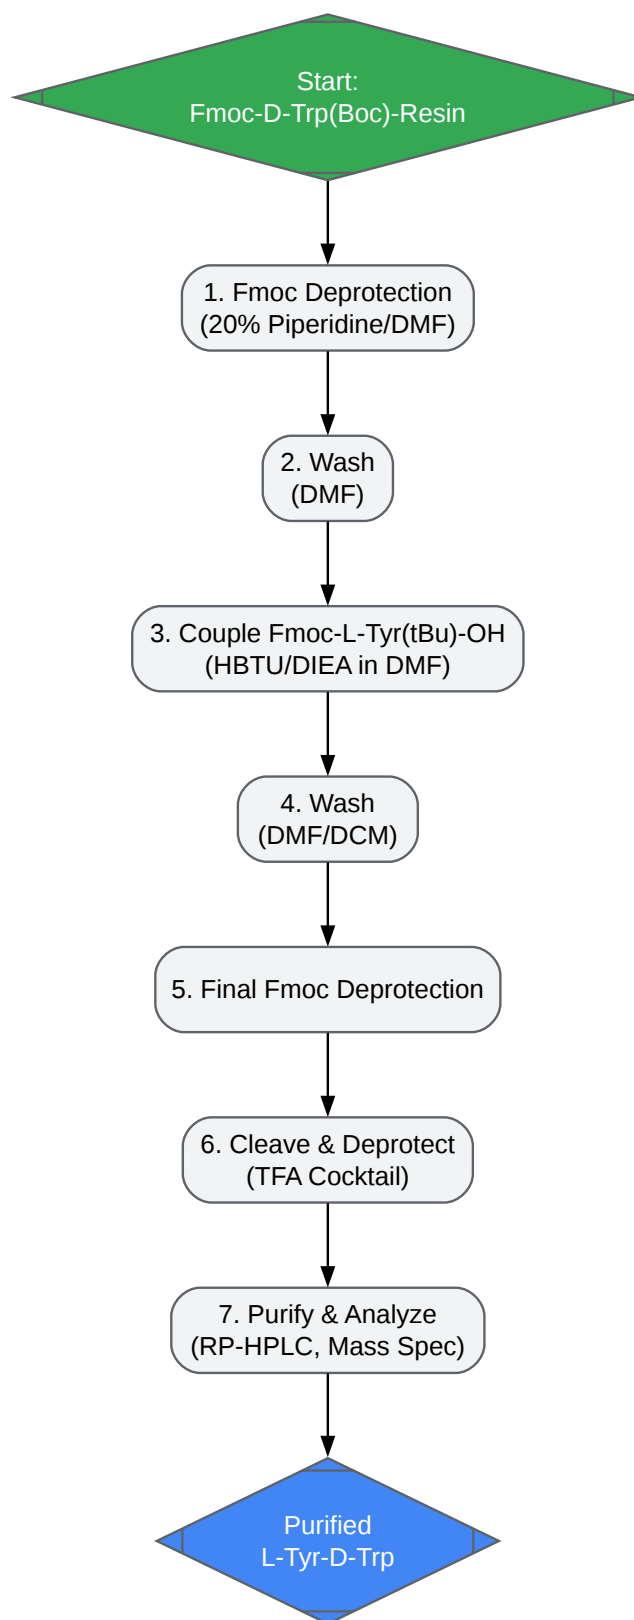 Start:
Fmoc-D-Trp(Boc)-Resin
1. Fmoc Deprotection
(20% Piperidine/DMF)
2. Wash
(DMF)
3. Couple Fmoc-L-Tyr(tBu)-OH
(HBTU/DIEA in DMF)
4. Wash
(DMF/DCM)
5. Final Fmoc Deprotection
6. Cleave & Deprotect
(TFA Cocktail)
7. Purify & Analyze
(RP-HPLC, Mass Spec)
Purified
L-Tyr-D-Trp